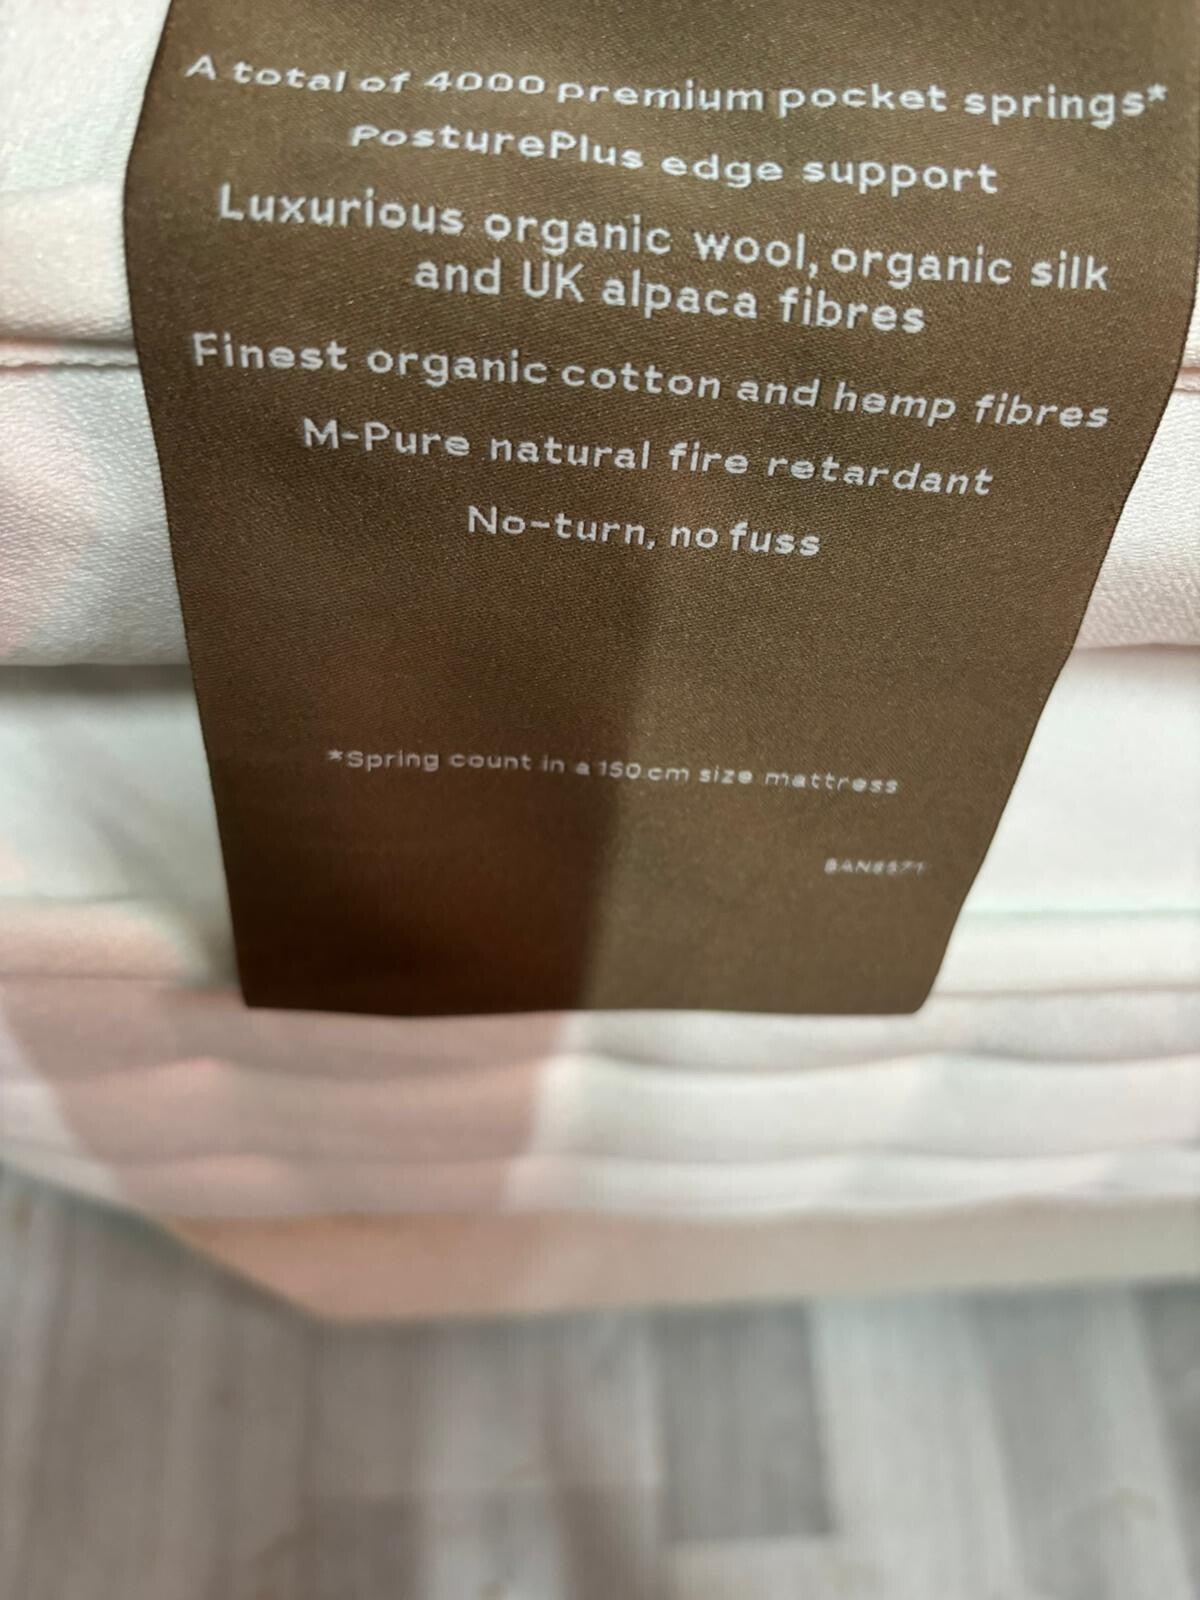 A total of 4000 premium pocket springs*
PosturePlus edge support
Luxurious organic wool, organic silk
and UK alpaca fibres
Finest organic cotton and hemp fibres
M-Pure natural fire retardant
No-turn, no fuss
*Spring count in a 150cm size mattress